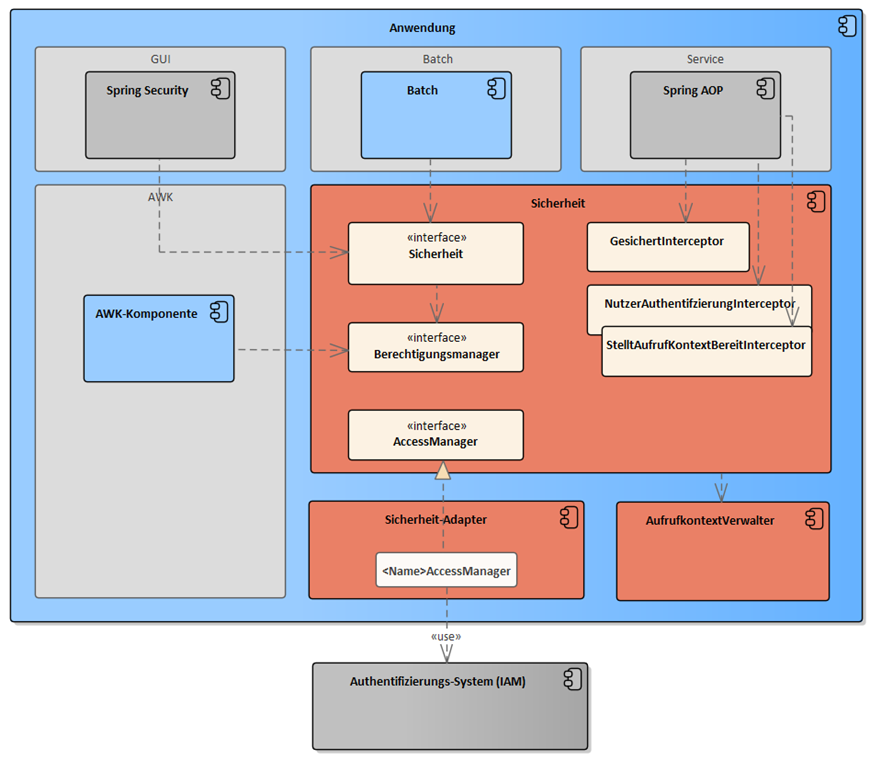 Anwendung
GUI
Spring Security
Batch
Batch
Service
Spring AOP
AWK
AWK-Komponente
Sicherheit
«interface»
Sicherheit
«interface»
Berechtigungsmanager
«interface»
AccessManager
GesichertInterceptor
NutzerAuthentifzierungInterceptor
StelltAufrufKontextBereitInterceptor
Sicherheit-Adapter
<Name>AccessManager
AufrufkontextVerwalter
«use»
Authentifizierungs-System (IAM)